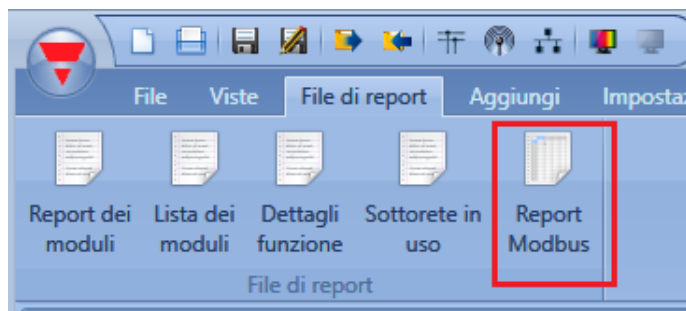 File Viste File di report Aggiungi Impostaz
Report dei moduli
Lista dei moduli
Dettagli funzione
Sottorete in uso
Report Modbus
File di report